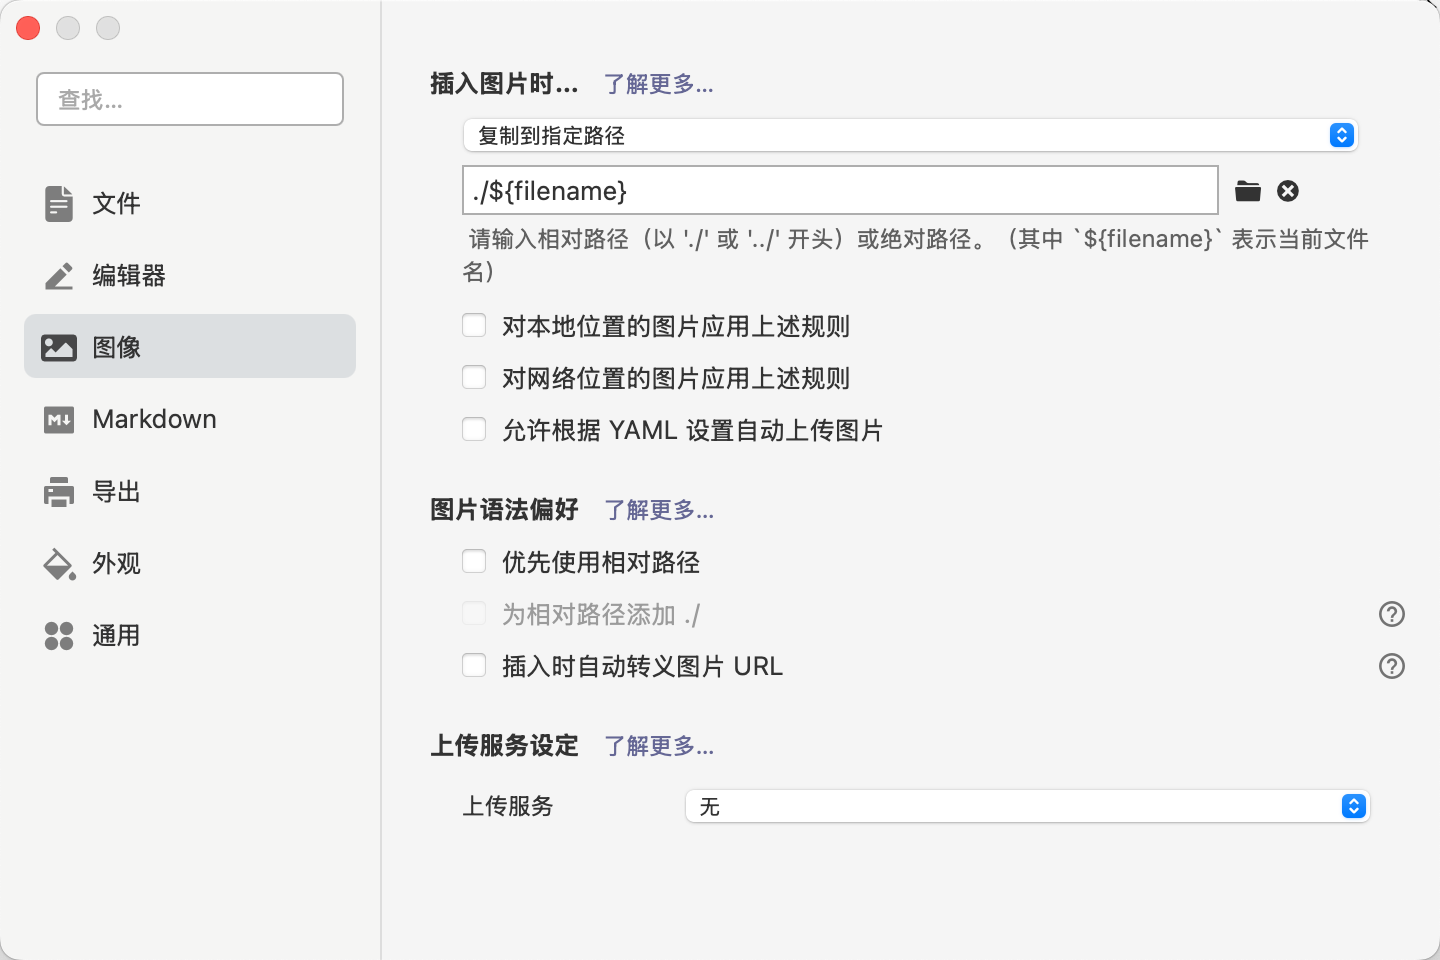 查找...
文件
编辑器
图像
Markdown
导出
外观
通用
插入图片时... 了解更多...
复制到指定路径
./${filename}
请输入相对路径（以 './' 或 '../' 开头）或绝对路径。（其中 `${filename}` 表示当前文件
名）
对本地位置的图片应用上述规则
对网络位置的图片应用上述规则
允许根据 YAML 设置自动上传图片
图片语法偏好 了解更多...
优先使用相对路径
为相对路径添加 ./
插入时自动转义图片 URL
上传服务设定 了解更多...
上传服务 无